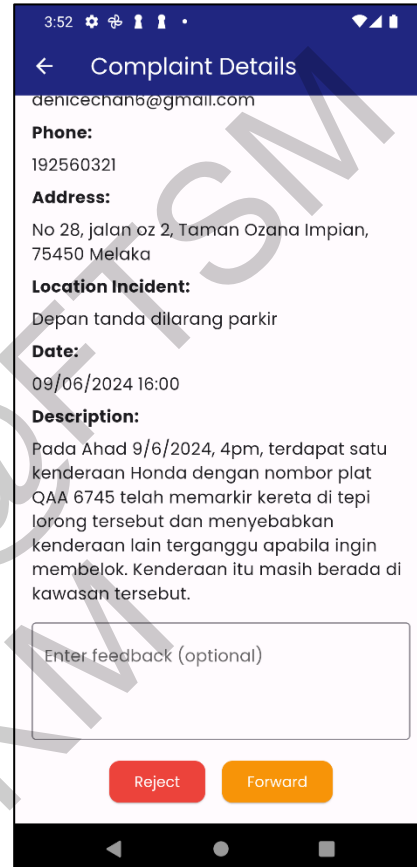 3:52
Complaint Details
denicechan6@gmail.com
Phone:
192560321
Address:
No 28, jalan oz 2, Taman Ozana Impian,
75450 Melaka
Location Incident:
Depan tanda dilarang parkir
Date:
09/06/2024 16:00
Description:
Pada Ahad 9/6/2024, 4pm, terdapat satu
kenderaan Honda dengan nombor plat
QAA 6745 telah memarkir kereta di tepi
lorong tersebut dan menyebabkan
kenderaan lain terganggu apabila ingin
membelok. Kenderaan itu masih berada di
kawasan tersebut.
Enter feedback (optional)
Reject Forward
@FTSM